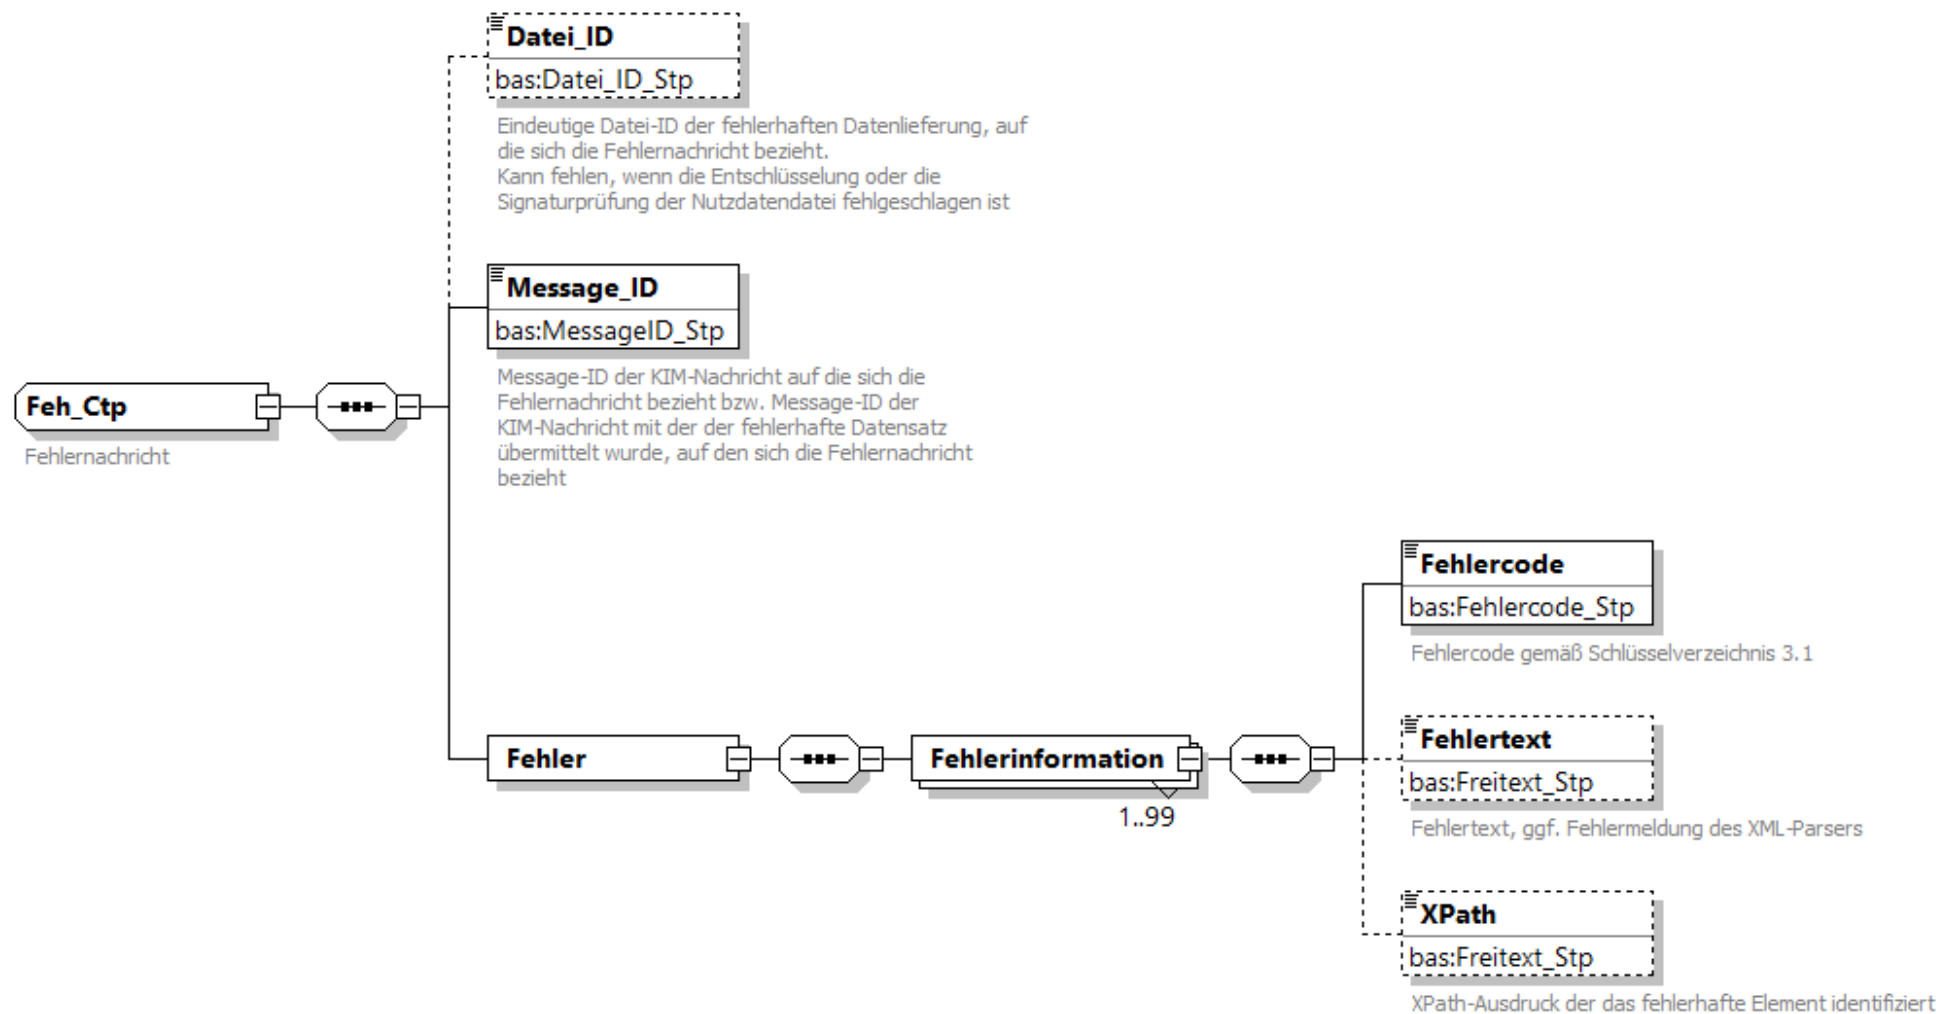 Datei_ID
bas:Datei_ID_Stp
Eindeutige Datei-ID der fehlerhaften Datenlieferung, auf
die sich die Fehlernachricht bezieht.
Kann fehlen, wenn die Entschlüsselung oder die
Signaturprüfung der Nutzdatendatei fehlgeschlagen ist
Message_ID
bas:MessageID_Stp
Message-ID der KIM-Nachricht auf die sich die
Fehlernachricht bezieht bzw. Message-ID der
KIM-Nachricht mit der der fehlerhafte Datensatz
übermittelt wurde, auf den sich die Fehlernachricht
bezieht
Feh_Ctp
Fehlernachricht
Fehler
Fehlerinformation
1..99
Fehlercode
bas:Fehlercode_Stp
Fehlercode gemäß Schlüsselverzeichnis 3.1
Fehlertext
bas:Freitext_Stp
Fehlertext, ggf. Fehlermeldung des XML-Parsers
XPath
bas:Freitext_Stp
XPath-Ausdruck der das fehlerhafte Element identifiziert